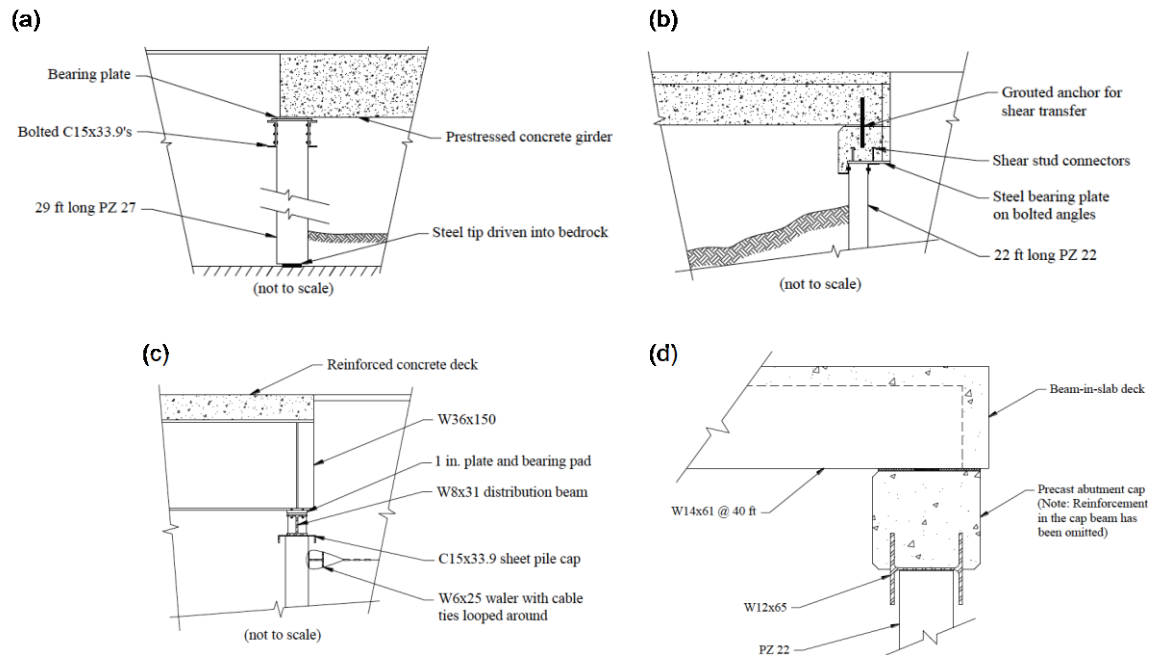 (a)
Bearing plate
Bolted C15x33.9's
Prestressed concrete girder
29 ft long PZ 27
Steel tip driven into bedrock
(not to scale)
(b)
Grouted anchor for
shear transfer
Shear stud connectors
Steel bearing plate
on bolted angles
22 ft long PZ 22
(not to scale)
(c)
Reinforced concrete deck
W36x150
1 in. plate and bearing pad
W8x31 distribution beam
C15x33.9 sheet pile cap
W6x25 waler with cable
ties looped around
(not to scale)
(d)
Beam-in-slab deck
W14x61 @ 40 ft
Precast abutment cap
(Note: Reinforcement
in the cap beam has
been omitted)
W12x65
PZ 22